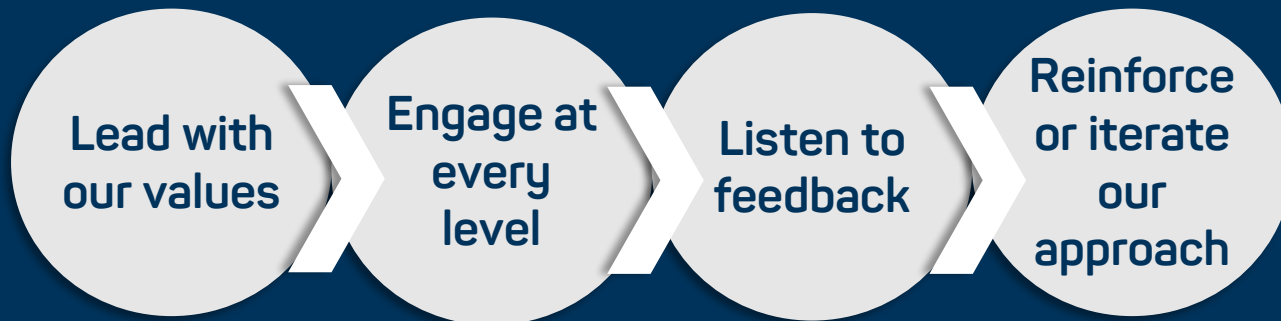 Lead with
our values
Engage at
every
level
Listen to
feedback
Reinforce
or iterate
our
approach